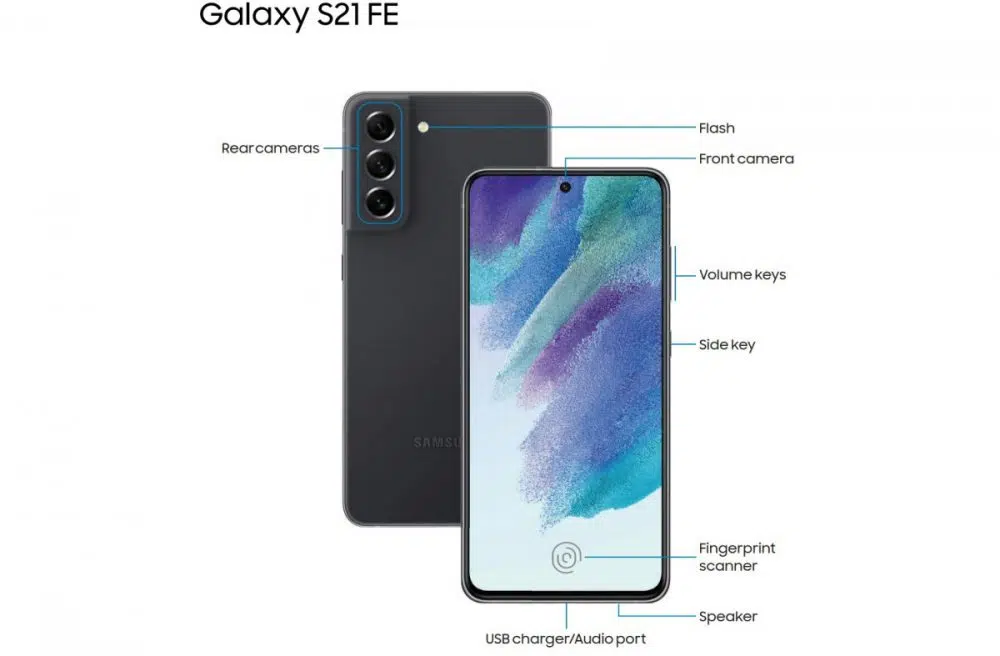 Galaxy S21 FE
Flash
Rear cameras
Front camera
Volume keys
Side key
SAMSU
Fingerprint
scanner
Speaker
USB charger/Audio port